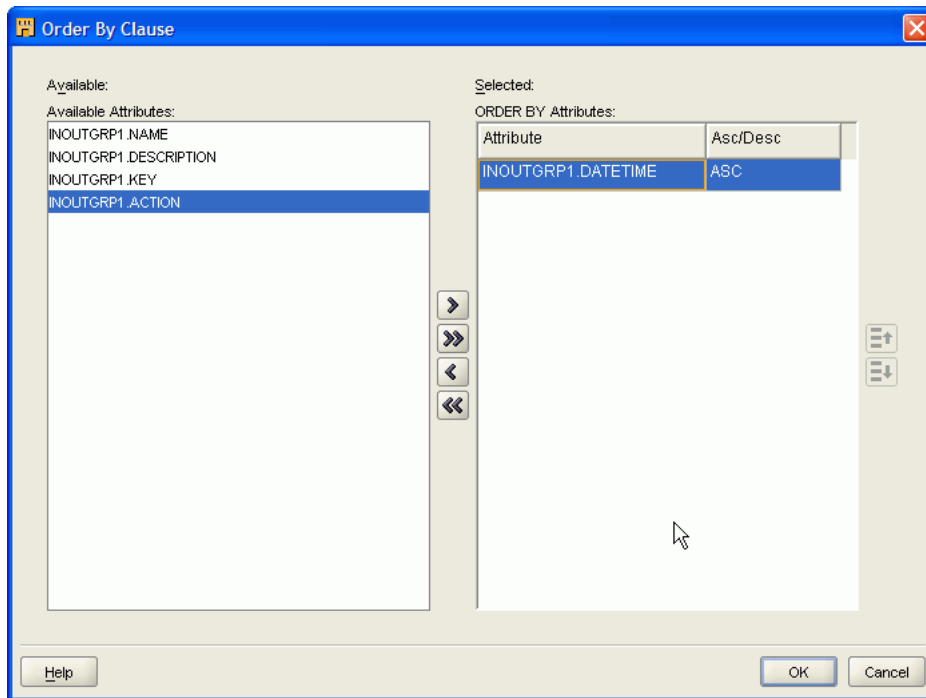 Order By Clause
Available:
Available Attributes:
INOUTGRP1.NAME
INOUTGRP1.DESCRIPTION
INOUTGRP1.KEY
INOUTGRP1.ACTION
Selected:
ORDER BY Attributes:
Attribute Asc/Desc
INOUTGRP1.DATETIME ASC
Help OK Cancel